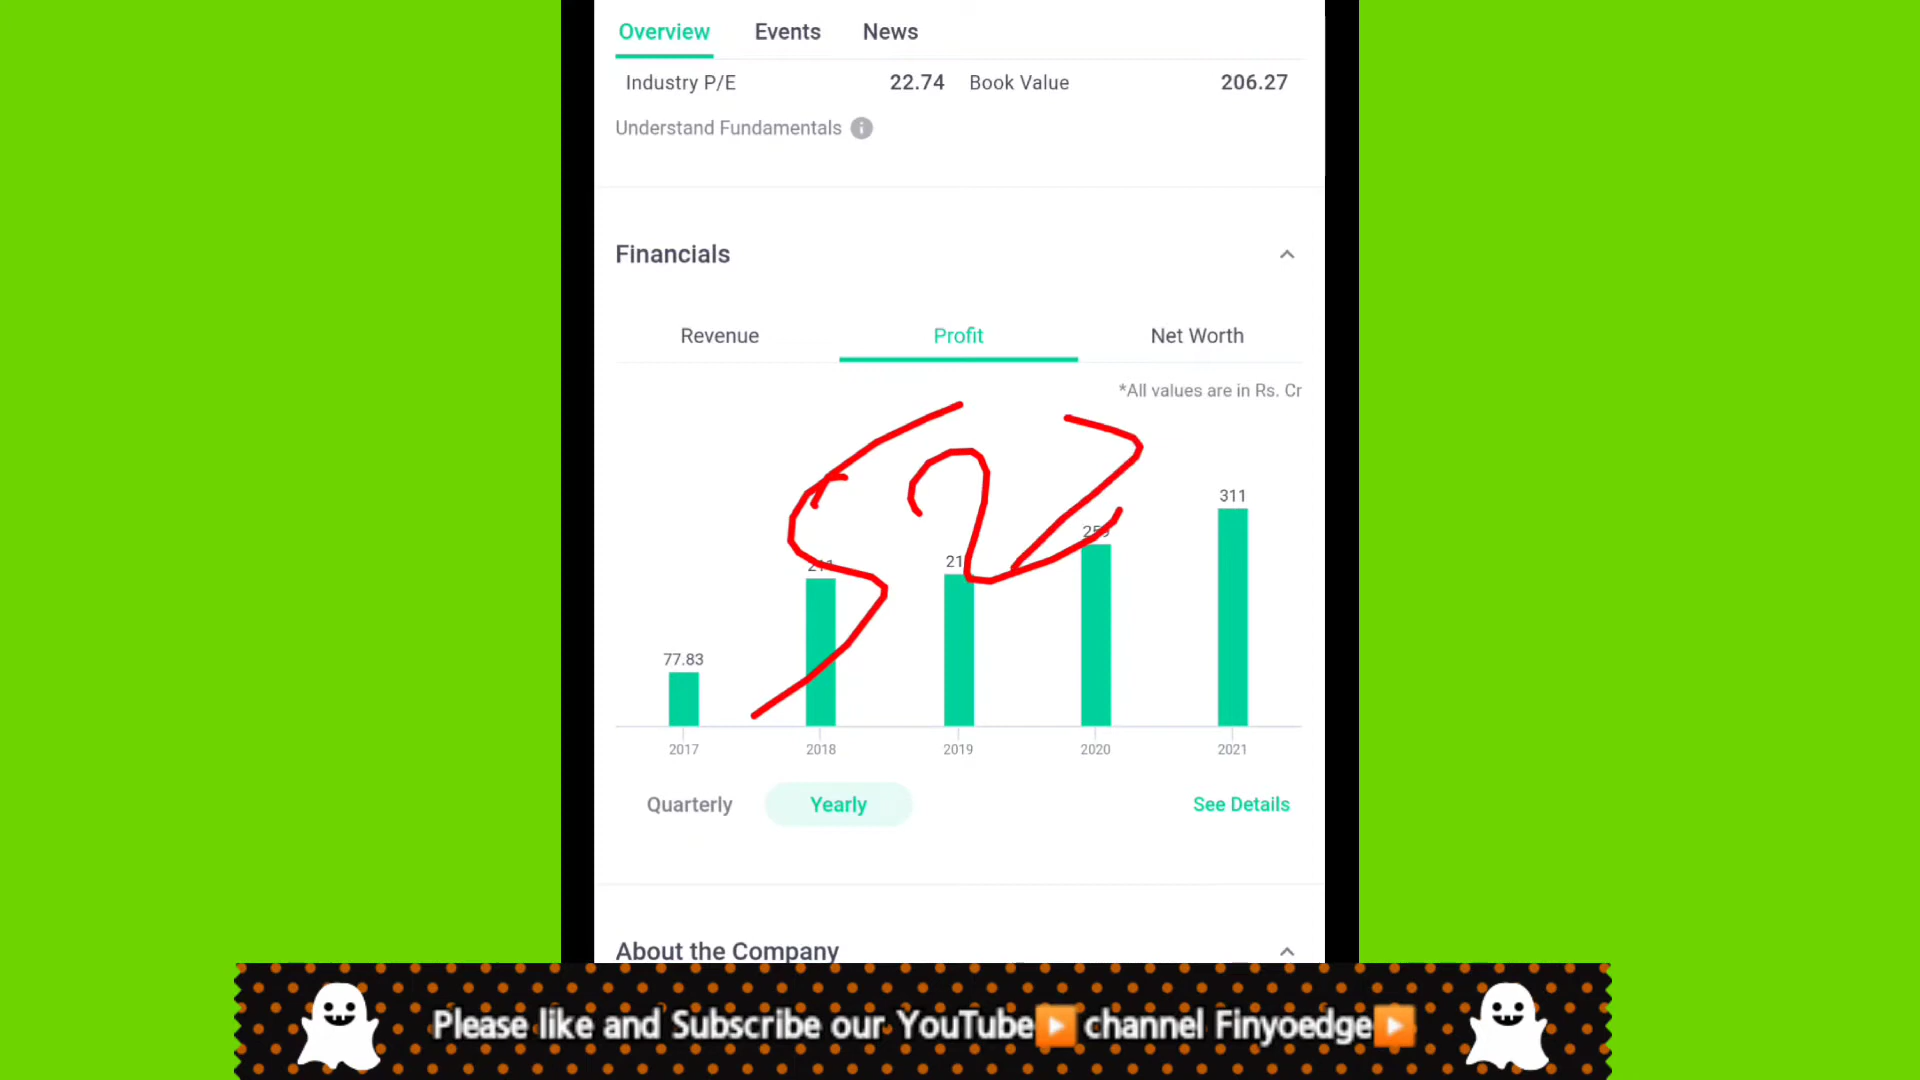 Overview Events News
Industry P/E 22.74 Book Value 206.27
Understand Fundamentals
Financials
Revenue Profit Net Worth
*All values are in Rs. Cr
311
77.83
2017 2018 2019 2020 2021
Quarterly Yearly See Details
About the Company
Please like and Subscribe our YouTube channel Finyoedge